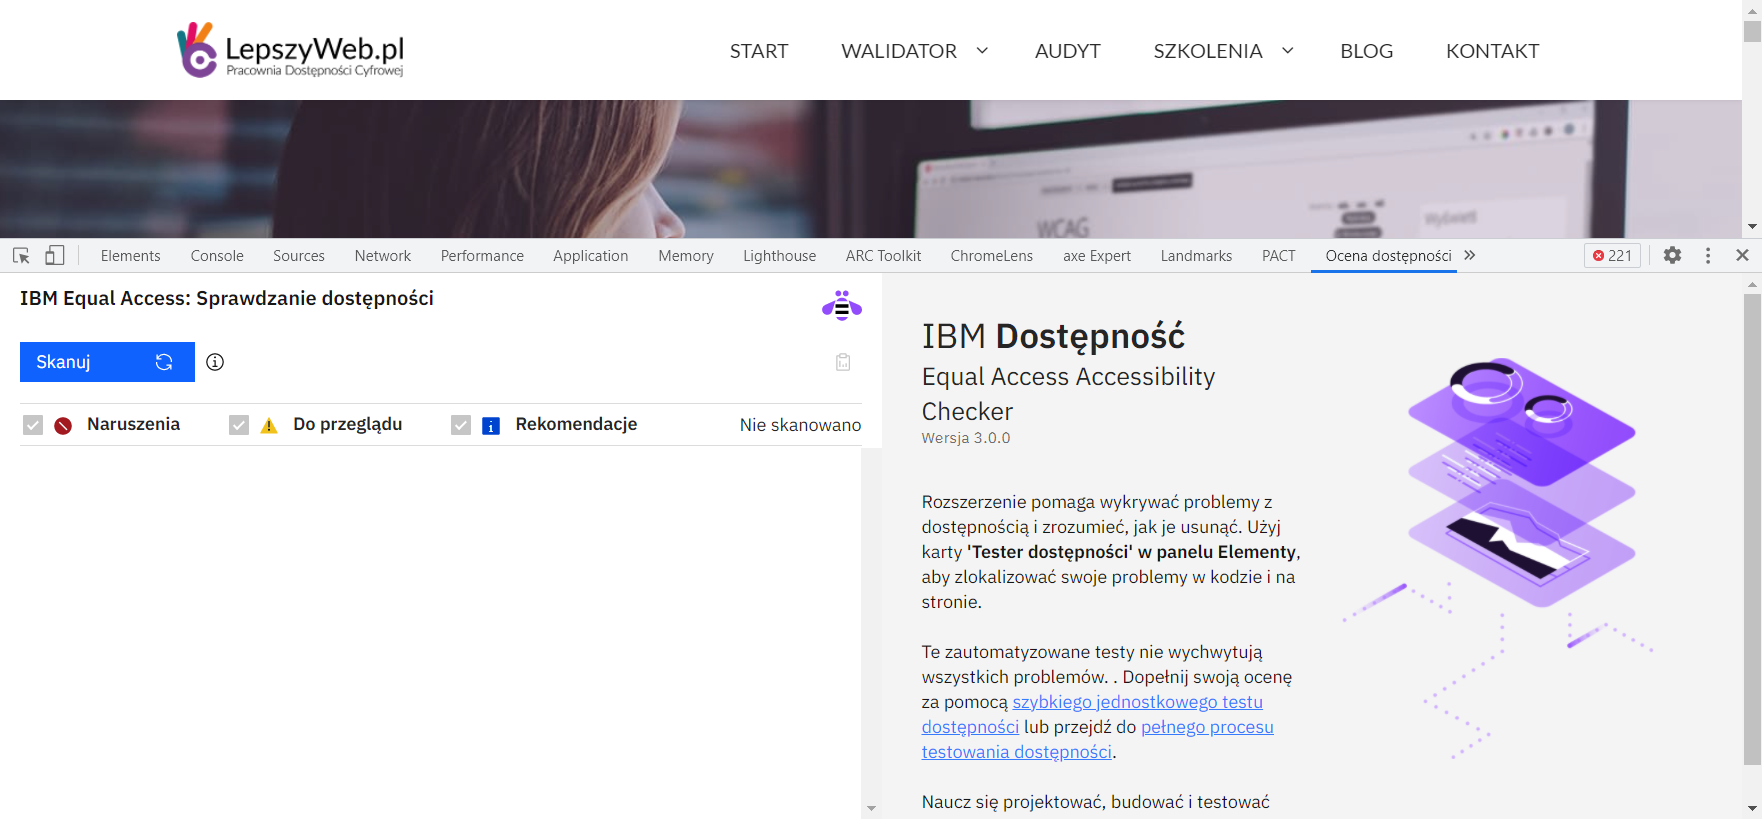 LepszyWeb.pl
Pracownia Dostępności Cyfrowej
START WALIDATOR AUDYT SZKOLENIA BLOG KONTAKT
WCAG
Wyświetl
Elements Console Sources Network Performance Application Memory Lighthouse ARC Toolkit ChromeLens axe Expert Landmarks PACT Ocena dostępności » 221
IBM Equal Access: Sprawdzanie dostępności
Skanuj
Naruszenia Do przeglądu Rekomendacje Nie skanowano
IBM Dostępność
Equal Access Accessibility
Checker
Wersja 3.0.0
Rozszerzenie pomaga wykrywać problemy z
dostępnością i zrozumieć, jak je usunąć. Użyj
karty 'Tester dostępności' w panelu Elementy,
aby zlokalizować swoje problemy w kodzie i na
stronie.
Te zautomatyzowane testy nie wychwytują
wszystkich problemów. . Dopełnij swoją ocenę
za pomocą szybkiego jednostkowego testu
dostępności lub przejdź do pełnego procesu
testowania dostępności.
Naucz się projektować, budować i testować